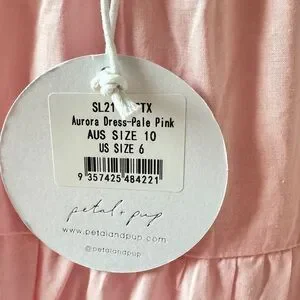 Aurora Dress-Pale Pink
AUS SIZE 10
US SIZE 6
9 357425 484221
petal + pup
www.petalandpup.com
@petalandpup